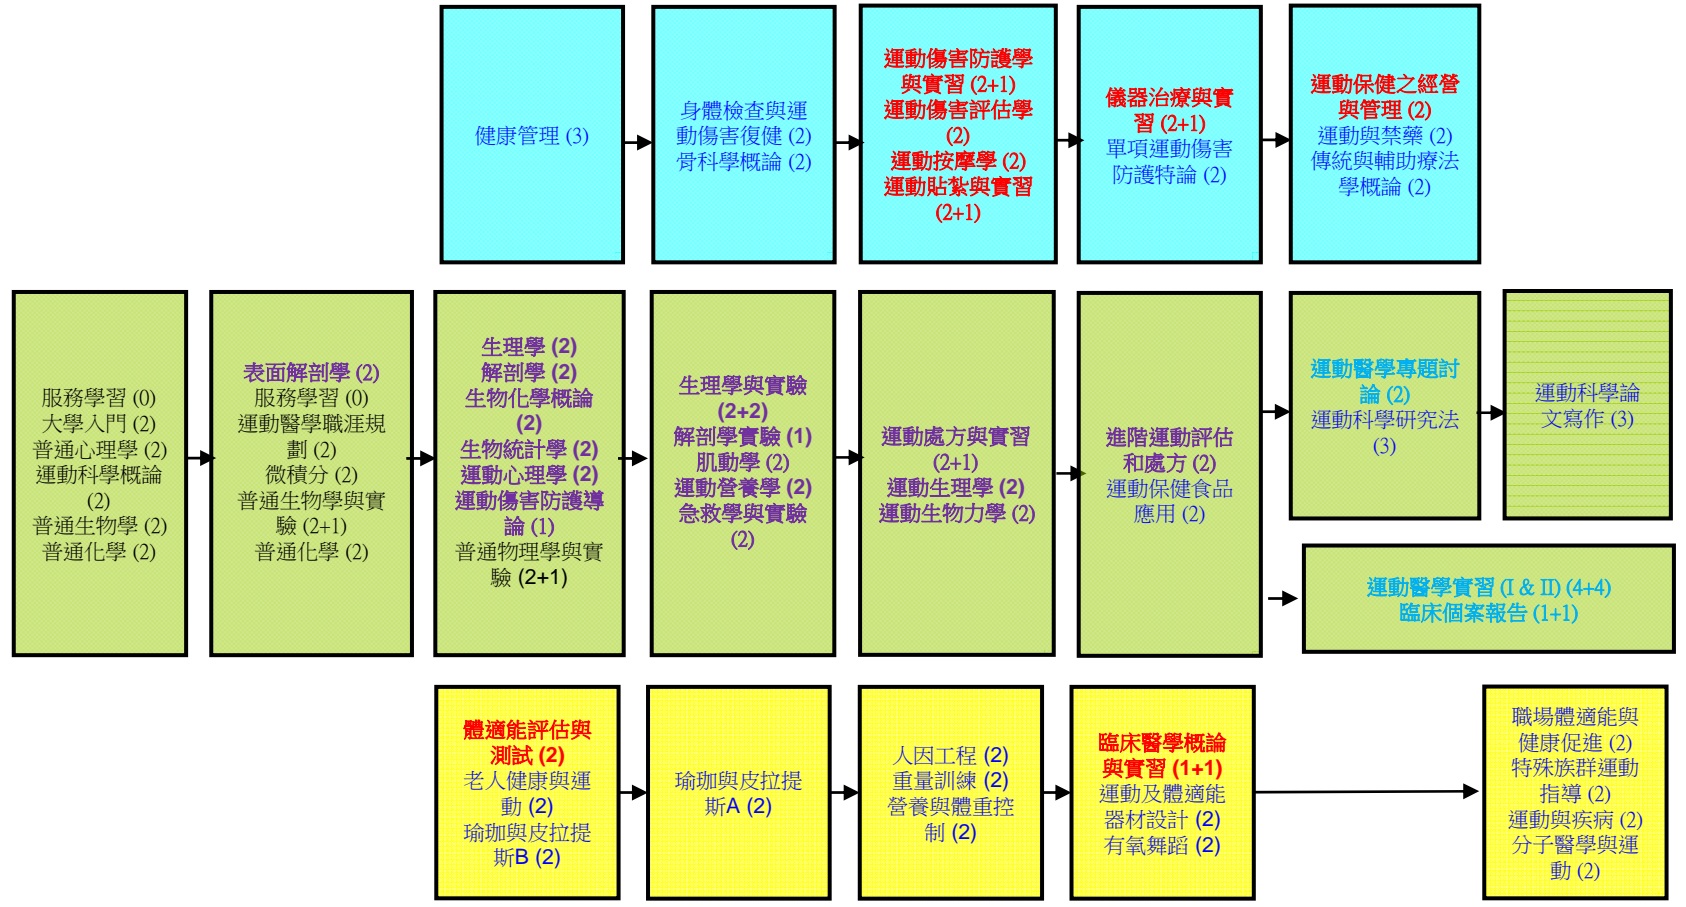 健康管理 (3)
身體檢查與運
動傷害復健 (2)
骨科學概論 (2)
運動傷害防護學
與實習 (2+1)
運動傷害評估學
(2)
運動按摩學 (2)
運動貼紮與實習
(2+1)
儀器治療與實
習 (2+1)
單項運動傷害
防護特論 (2)
運動保健之經營
與管理 (2)
運動與禁藥 (2)
傳統與輔助療法
學概論 (2)
服務學習 (0)
大學入門 (2)
普通心理學 (2)
運動科學概論
(2)
普通生物學 (2)
普通化學 (2)
表面解剖學 (2)
服務學習 (0)
運動醫學職涯規
劃 (2)
微積分 (2)
普通生物學與實
驗 (2+1)
普通化學 (2)
生理學 (2)
解剖學 (2)
生物化學概論
(2)
生物統計學 (2)
運動心理學 (2)
運動傷害防護導
論 (1)
普通物理學與實
驗 (2+1)
生理學與實驗
(2+2)
解剖學實驗 (1)
肌動學 (2)
運動營養學 (2)
急救學與實驗
(2)
運動處方與實習
(2+1)
運動生理學 (2)
運動生物力學 (2)
進階運動評估
和處方 (2)
運動保健食品
應用 (2)
運動醫學專題討
論 (2)
運動科學研究法
(3)
運動科學論
文寫作 (3)
運動醫學實習 (I & II) (4+4)
臨床個案報告 (1+1)
體適能評估與
測試 (2)
老人健康與運
動 (2)
瑜珈與皮拉提
斯B (2)
瑜珈與皮拉提
斯A (2)
人因工程 (2)
重量訓練 (2)
營養與體重控
制 (2)
臨床醫學概論
與實習 (1+1)
運動及體適能
器材設計 (2)
有氧舞蹈 (2)
職場體適能與
健康促進 (2)
特殊族群運動
指導 (2)
運動與疾病 (2)
分子醫學與運
動 (2)